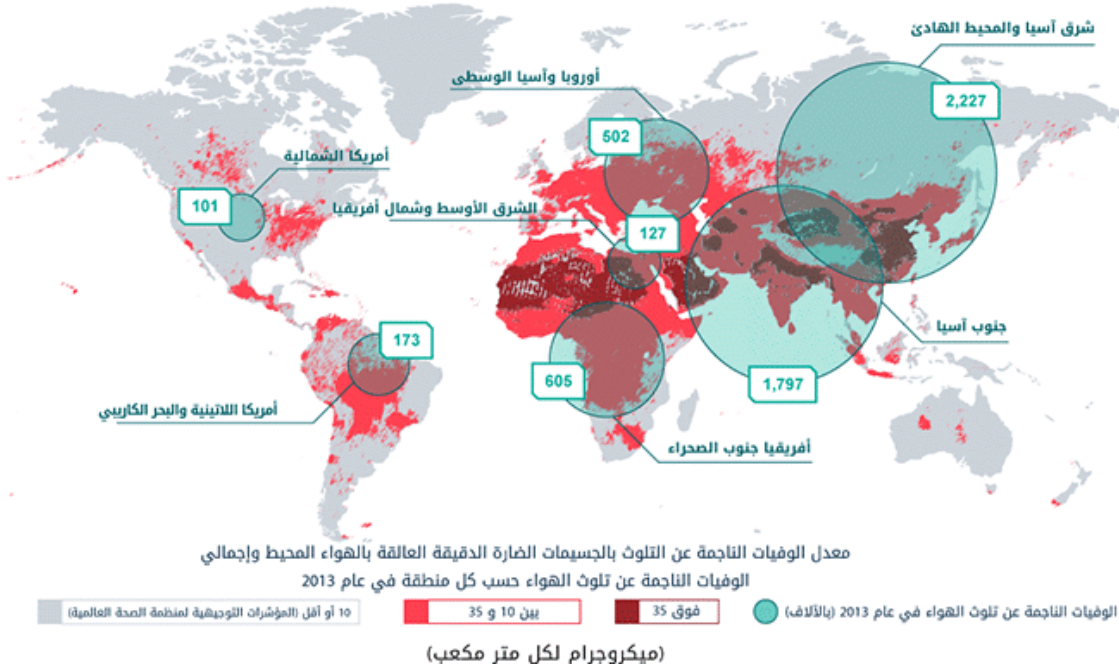 شرق آسيا والمحيط الهادئ
2,227
أوروبا وآسيا الوسطى
502
أمريكا الشمالية
101
الشرق الأوسط وشمال أفريقيا
127
جنوب آسيا
1,797
173
605
أمريكا اللاتينية والبحر الكاريبي
أفريقيا جنوب الصحراء
معدل الوفيات الناجمة عن التلوث بالجسيمات الضارة الدقيقة العالقة بالهواء المحيط وإجمالي
الوفيات الناجمة عن تلوث الهواء حسب كل منطقة في عام 2013
الوفيات الناجمة عن تلوث الهواء في عام 2013 (بالآلاف)
فوق 35
بين 10 و 35
10 أو أقل (المؤشرات التوجيهية لمنظمة الصحة العالمية)
(ميكروجرام لكل متر مكعب)